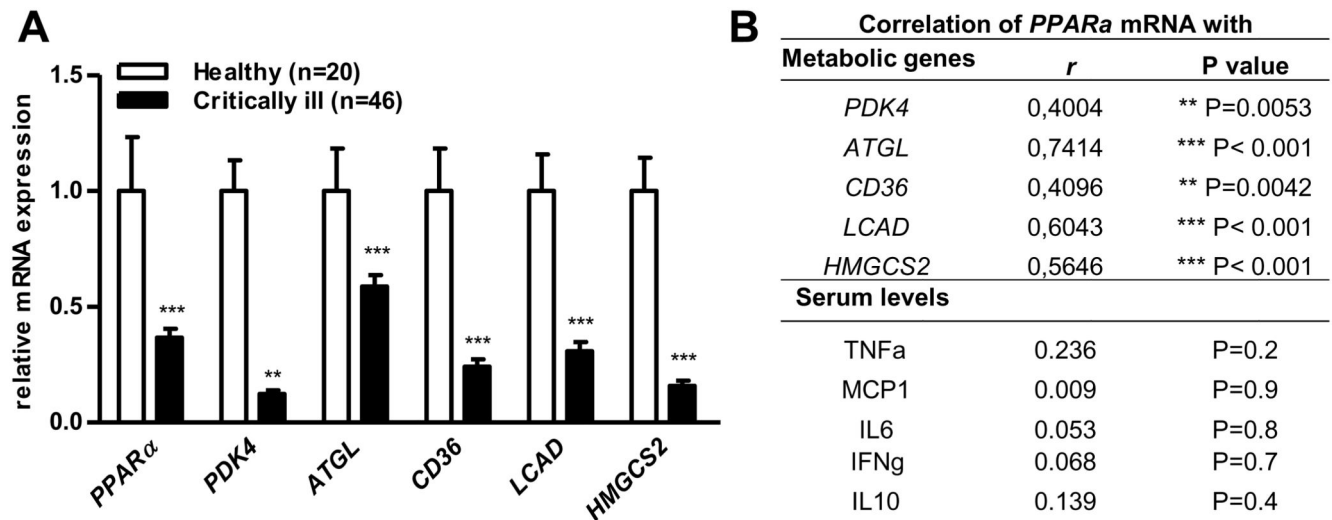 A
relative mRNA expression
1.5
1.0
0.5
0.0
Healthy (n=20)
Critically ill (n=46)
***
**
***
***
***
***
PPARα
PDK4
ATGL
CD36
LCAD
HMGCS2
B
Correlation of PPARa mRNA with
Metabolic genes r P value
PDK4 0,4004 ** P=0.0053
ATGL 0,7414 *** P< 0.001
CD36 0,4096 ** P=0.0042
LCAD 0,6043 *** P< 0.001
HMGCS2 0,5646 *** P< 0.001
Serum levels
TNFa 0.236 P=0.2
MCP1 0.009 P=0.9
IL6 0.053 P=0.8
IFNg 0.068 P=0.7
IL10 0.139 P=0.4